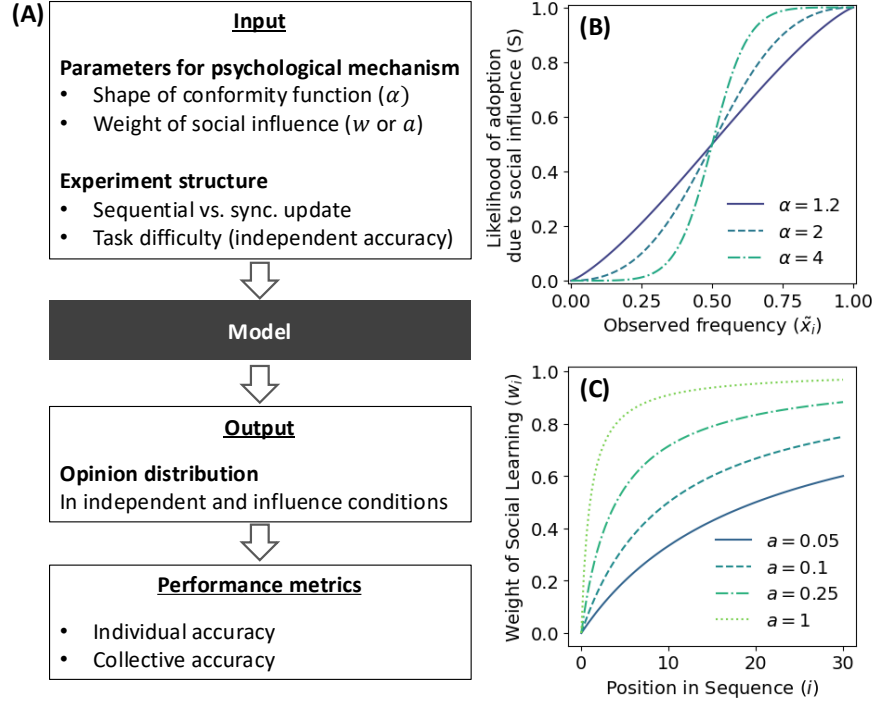 (A)
Input
Parameters for psychological mechanism
• Shape of conformity function (α)
• Weight of social influence (w or a)
Experiment structure
• Sequential vs. sync. update
• Task difficulty (independent accuracy)
Model
Output
Opinion distribution
In independent and influence conditions
Performance metrics
• Individual accuracy
• Collective accuracy
(B)
Likelihood of adoption
due to social influence (S)
1.0
0.8
0.6
0.4
0.2
0.0
α = 1.2
α = 2
α = 4
0.00 0.25 0.50 0.75 1.00
Observed frequency (x̃ᵢ)
(C)
Weight of Social Learning (wᵢ)
1.0
0.8
0.6
0.4
0.2
0.0
a = 0.05
a = 0.1
a = 0.25
a = 1
0 10 20 30
Position in Sequence (i)